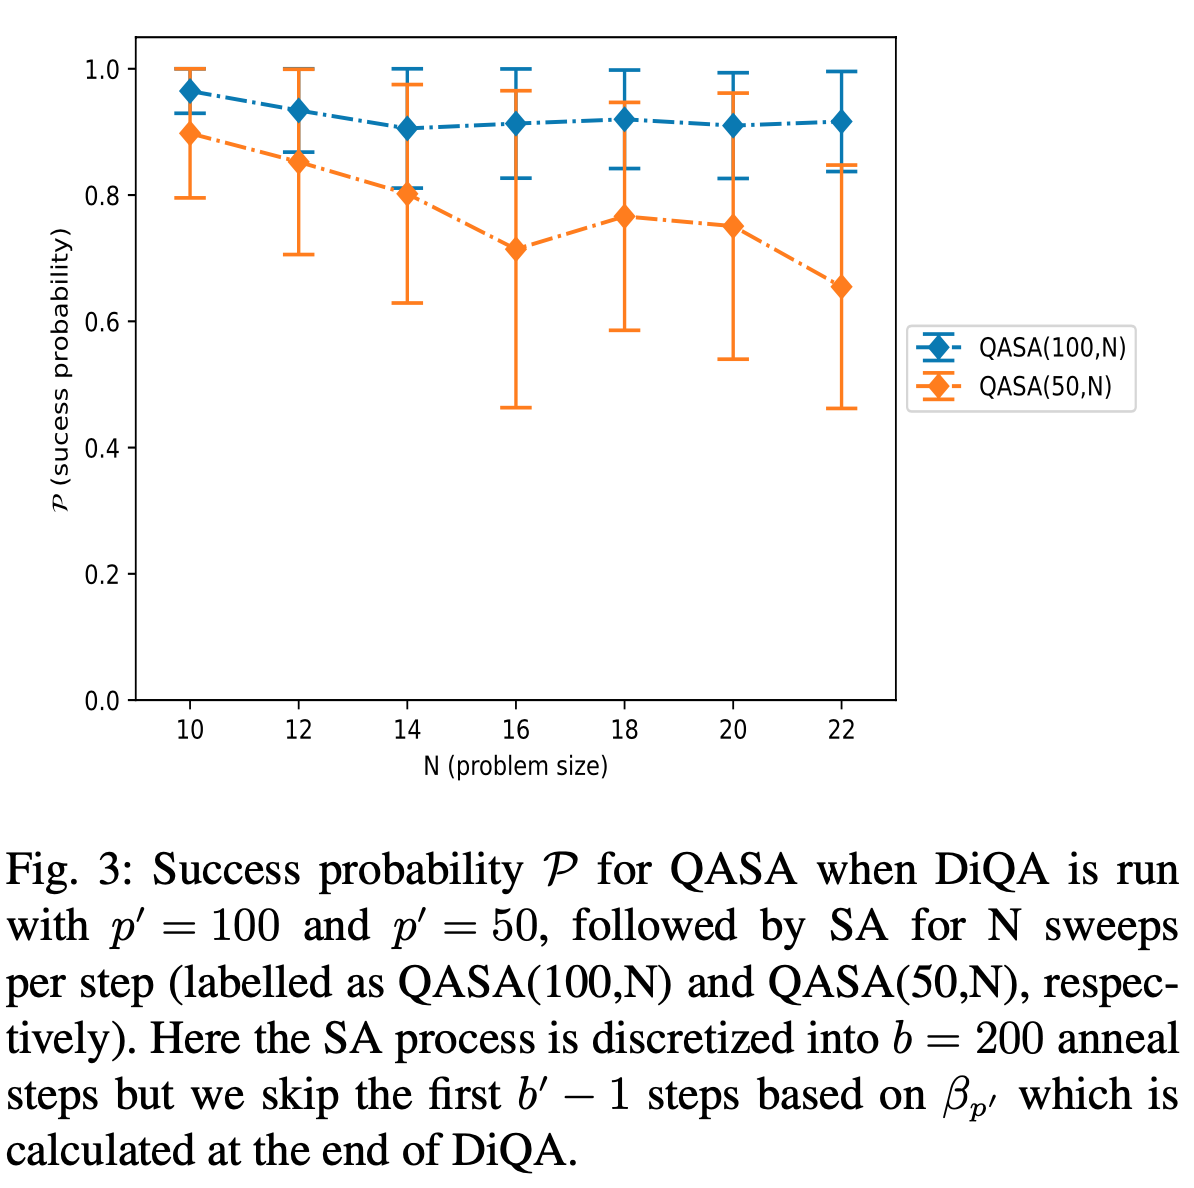 1.0
0.8
0.6
0.4
0.2
0.0
𝒫 (sucess probability)
10 12 14 16 18 20 22
N (problem size)
QASA(100,N)
QASA(50,N)
Fig. 3: Success probability 𝒫 for QASA when DiQA is run
with p′ = 100 and p′ = 50, followed by SA for N sweeps
per step (labelled as QASA(100,N) and QASA(50,N), respec-
tively). Here the SA process is discretized into b = 200 anneal
steps but we skip the first b′ − 1 steps based on βp′ which is
calculated at the end of DiQA.